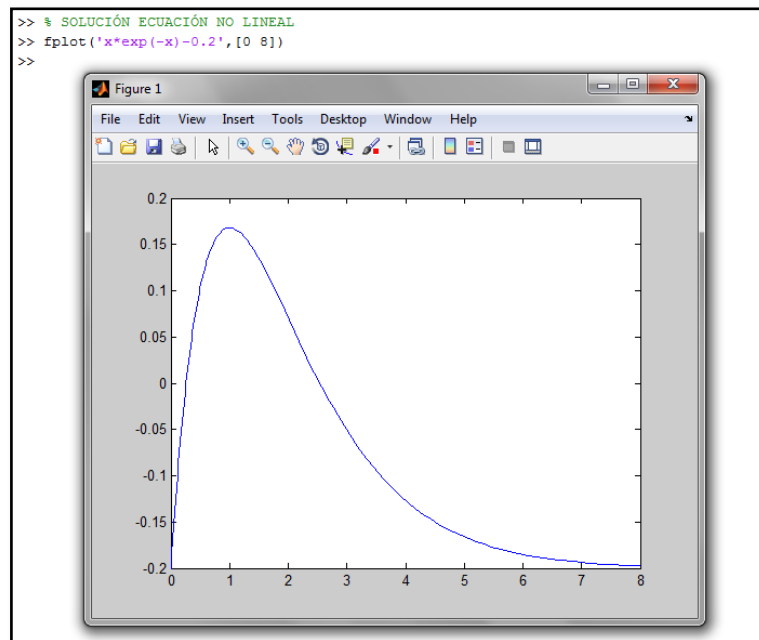 >> % SOLUCIÓN ECUACIÓN NO LINEAL
>> fplot('x*exp(-x)-0.2',[0 8])
>>
Figure 1
File Edit View Insert Tools Desktop Window Help
0.2
0.15
0.1
0.05
0
-0.05
-0.1
-0.15
-0.2
0 1 2 3 4 5 6 7 8